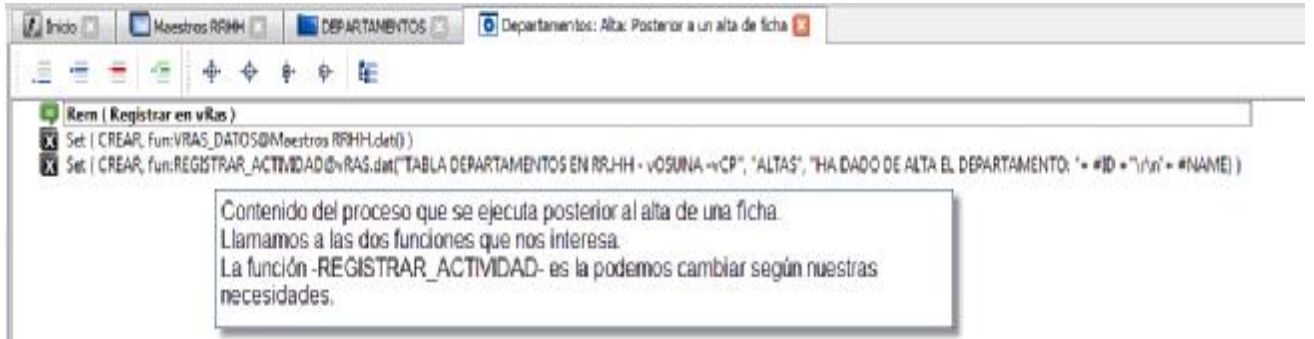 Inicio
Maestros RRHH
DEPARTAMENTOS
Departamentos: Alta: Posterior a un alta de ficha
Rem ( Registrar en vRas )
Set ( CREAR, fun:VRAS_DATOS@Maestros RRHH.dat() )
Set ( CREAR, fun:REGISTRAR_ACTIVIDAD@vRAS.dat("TABLA DEPARTAMENTOS EN RR.HH - vOSUNA -vCP", "ALTAS", "HA DADO DE ALTA EL DEPARTAMENTO: "+ #ID + "\r\n"+ #NAME) )
Contenido del proceso que se ejecuta posterior al alta de una ficha.
Llamamos a las dos funciones que nos interesa.
La función -REGISTRAR_ACTIVIDAD- es la podemos cambiar según nuestras
necesidades.